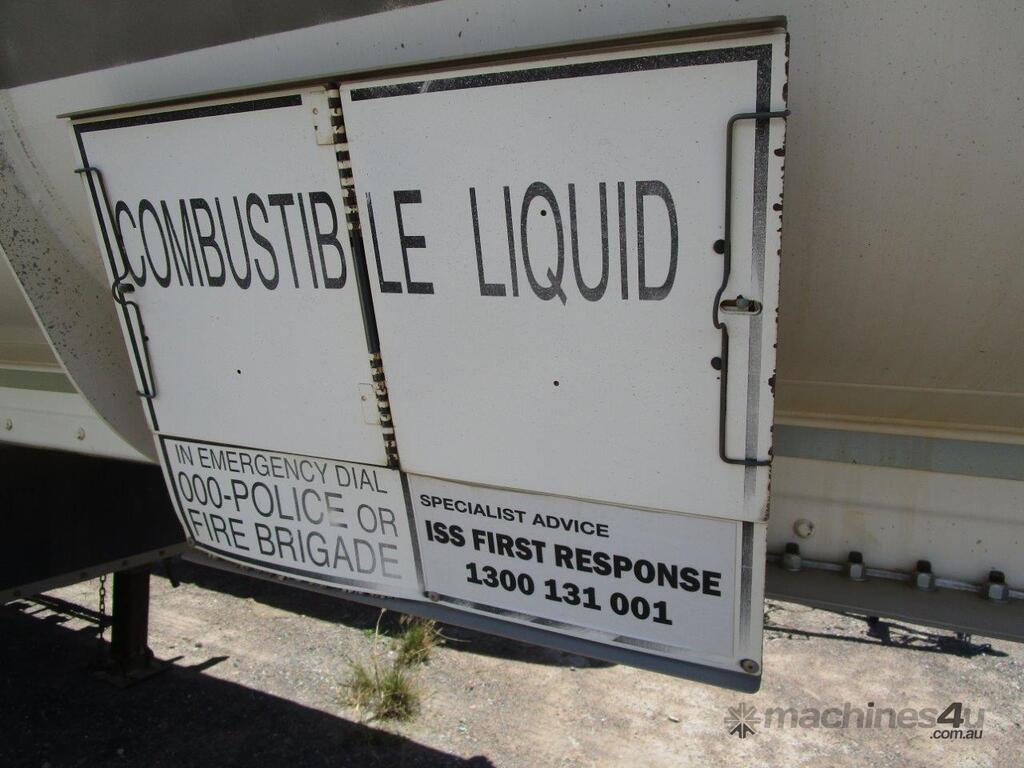 COMBUSTIBLE LIQUID
IN EMERGENCY DIAL
000-POLICE OR
FIRE BRIGADE
SPECIALIST ADVICE
ISS FIRST RESPONSE
1300 131 001
machines4u
.com.au